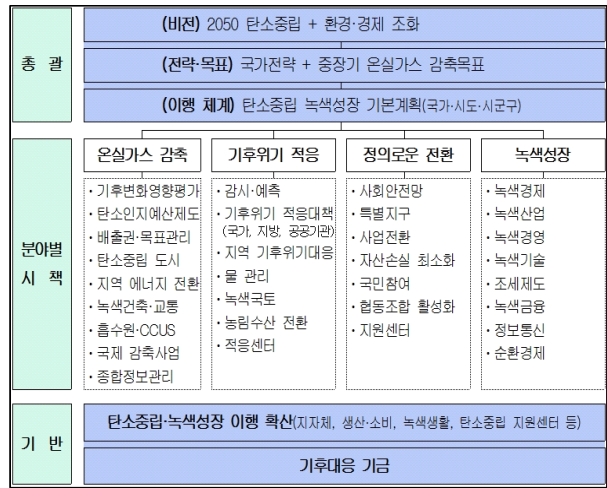 총 괄
(비전) 2050 탄소중립 + 환경·경제 조화
(전략·목표) 국가전략 + 중장기 온실가스 감축목표
(이행 체계) 탄소중립 녹색성장 기본계획(국가·시도·시군구)
분야별
시 책
온실가스 감축
·기후변화영향평가
·탄소인지예산제도
·배출권·목표관리
·탄소중립 도시
·지역 에너지 전환
·녹색건축·교통
·흡수원·CCUS
·국제 감축사업
·종합정보관리
기후위기 적응
·감시·예측
·기후위기 적응대책
(국가, 지방, 공공기관)
·지역 기후위기대응
·물 관리
·녹색국토
·농림수산 전환
·적응센터
정의로운 전환
·사회안전망
·특별지구
·사업전환
·자산손실 최소화
·국민참여
·협동조합 활성화
·지원센터
녹색성장
·녹색경제
·녹색산업
·녹색경영
·녹색기술
·조세제도
·녹색금융
·정보통신
·순환경제
기 반
탄소중립·녹색성장 이행 확산(지자체, 생산·소비, 녹색생활, 탄소중립 지원센터 등)
기후대응 기금